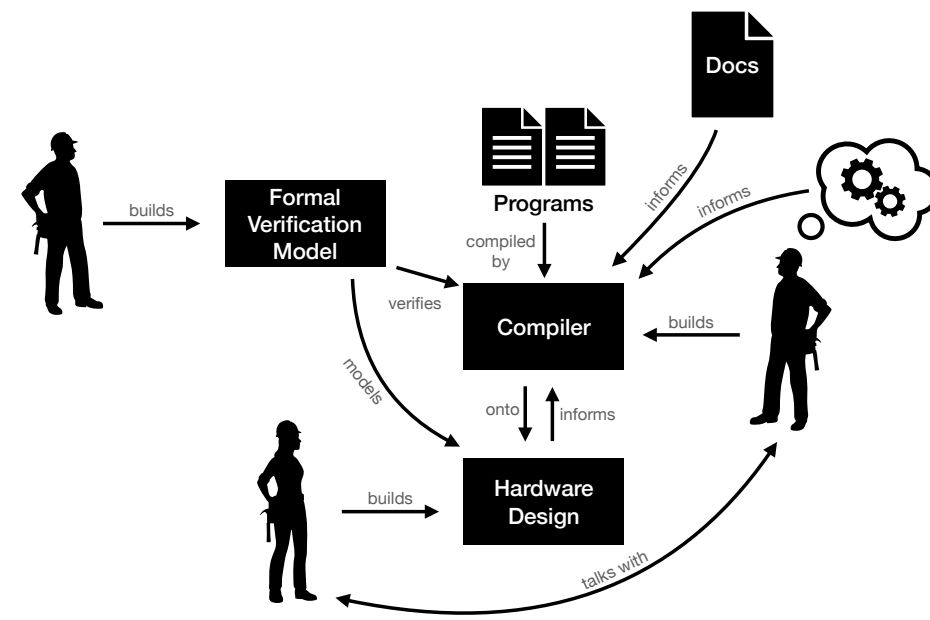 Docs
Programs
informs
informs
builds
Formal
Verification
Model
compiled
by
verifies
Compiler
builds
models
onto
informs
builds
Hardware
Design
talks with